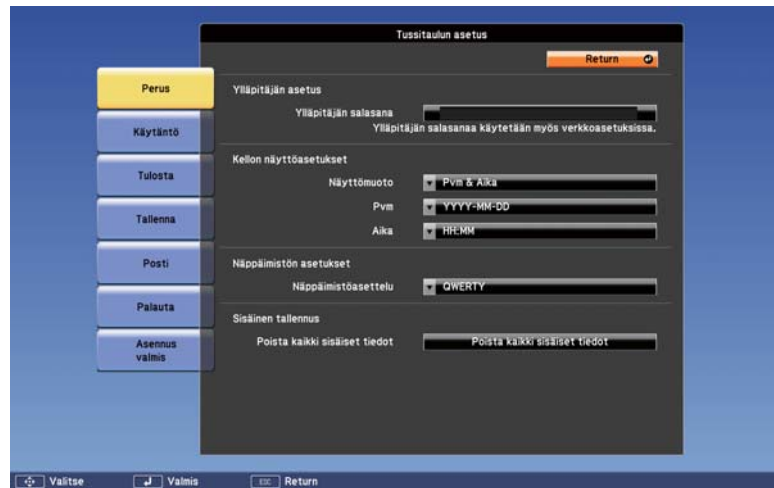 Tussitaulun asetus
Return
Perus
Käytäntö
Tulosta
Tallenna
Posti
Palauta
Asennus
valmis
Ylläpitäjän asetus
Ylläpitäjän salasana
Ylläpitäjän salasanaa käytetään myös verkkoasetuksissa.
Kellon näyttöasetukset
Näyttömuoto Pvm & Aika
Pvm YYYY-MM-DD
Aika HH:MM
Näppäimistön asetukset
Näppäimistöasettelu QWERTY
Sisäinen tallennus
Poista kaikki sisäiset tiedot Poista kaikki sisäiset tiedot
Valitse Valmis ESC Return